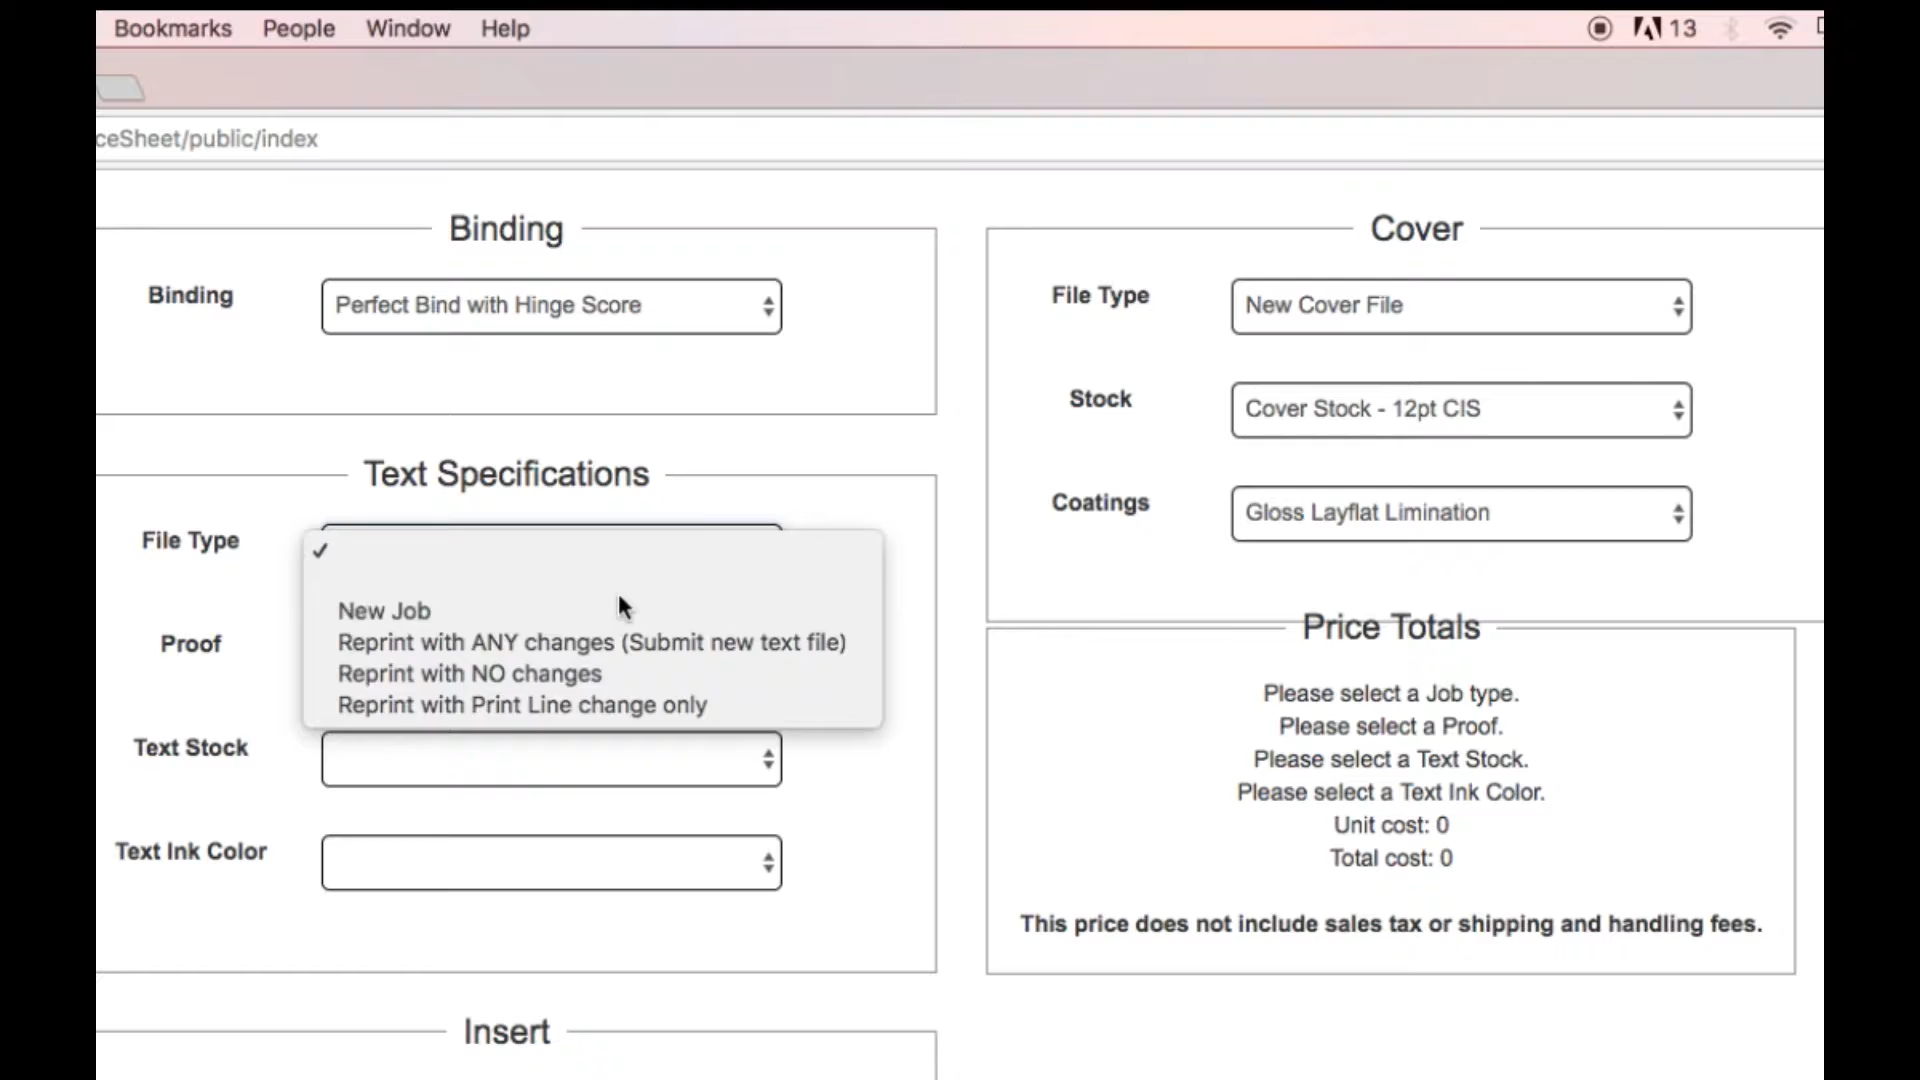 Bookmarks People Window Help 13
ceSheet/public/index
Binding
Binding Perfect Bind with Hinge Score
Text Specifications
File Type
New Job
Reprint with ANY changes (Submit new text file)
Reprint with NO changes
Reprint with Print Line change only
Proof
Text Stock
Text Ink Color
Insert
Cover
File Type New Cover File
Stock Cover Stock - 12pt CIS
Coatings Gloss Layflat Limination
Price Totals
Please select a Job type.
Please select a Proof.
Please select a Text Stock.
Please select a Text Ink Color.
Unit cost: 0
Total cost: 0
This price does not include sales tax or shipping and handling fees.